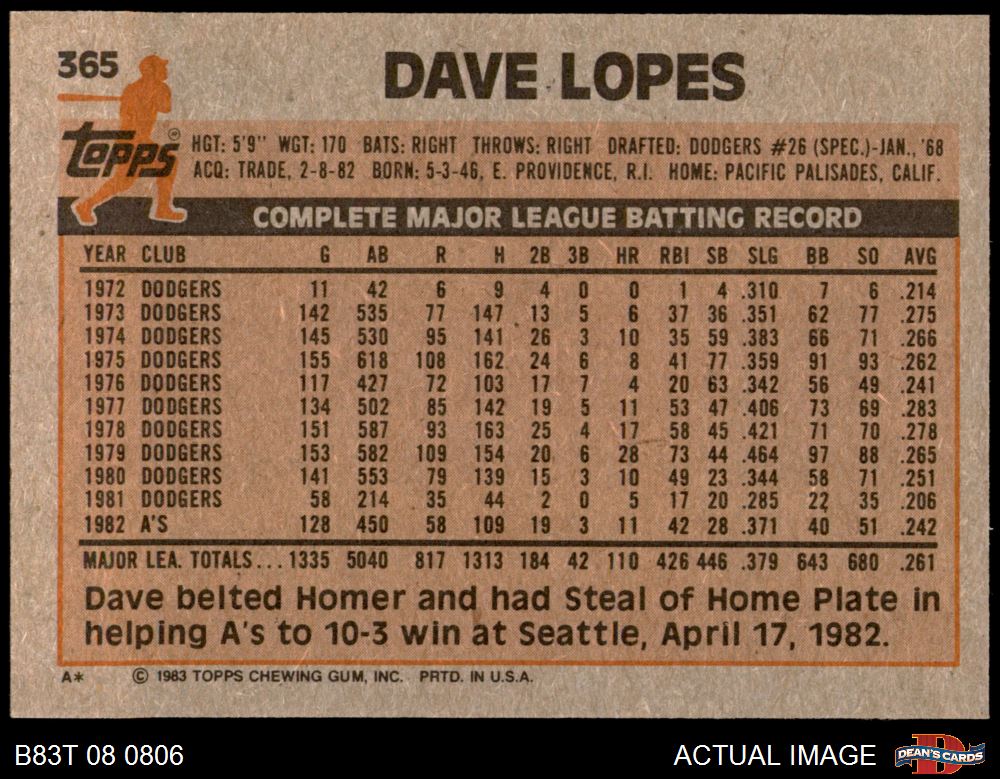 365
DAVE LOPES
Topps®
HGT: 5'9" WGT: 170 BATS: RIGHT THROWS: RIGHT DRAFTED: DODGERS #26 (SPEC.)-JAN., '68
ACQ: TRADE, 2-8-82 BORN: 5-3-46, E. PROVIDENCE, R.I. HOME: PACIFIC PALISADES, CALIF.
COMPLETE MAJOR LEAGUE BATTING RECORD
YEAR CLUB G AB R H 2B 3B HR RBI SB SLG BB SO AVG
1972 DODGERS 11 42 6 9 4 0 0 1 4 .310 7 6 .214
1973 DODGERS 142 535 77 147 13 5 6 37 36 .351 62 77 .275
1974 DODGERS 145 530 95 141 26 3 10 35 59 .383 66 71 .266
1975 DODGERS 155 618 108 162 24 6 8 41 77 .359 91 93 .262
1976 DODGERS 117 427 72 103 17 7 4 20 63 .342 56 49 .241
1977 DODGERS 134 502 85 142 19 5 11 53 47 .406 73 69 .283
1978 DODGERS 151 587 93 163 25 4 17 58 45 .421 71 70 .278
1979 DODGERS 153 582 109 154 20 6 28 73 44 .464 97 88 .265
1980 DODGERS 141 553 79 139 15 3 10 49 23 .344 58 71 .251
1981 DODGERS 58 214 35 44 2 0 5 17 20 .285 22 35 .206
1982 A'S 128 450 58 109 19 3 11 42 28 .371 40 51 .242
MAJOR LEA. TOTALS... 1335 5040 817 1313 184 42 110 426 446 .379 643 680 .261
Dave belted Homer and had Steal of Home Plate in
helping A's to 10-3 win at Seattle, April 17, 1982.
A* © 1983 TOPPS CHEWING GUM, INC. PRTD. IN U.S.A.
B83T 08 0806 ACTUAL IMAGE DEAN'S CARDS